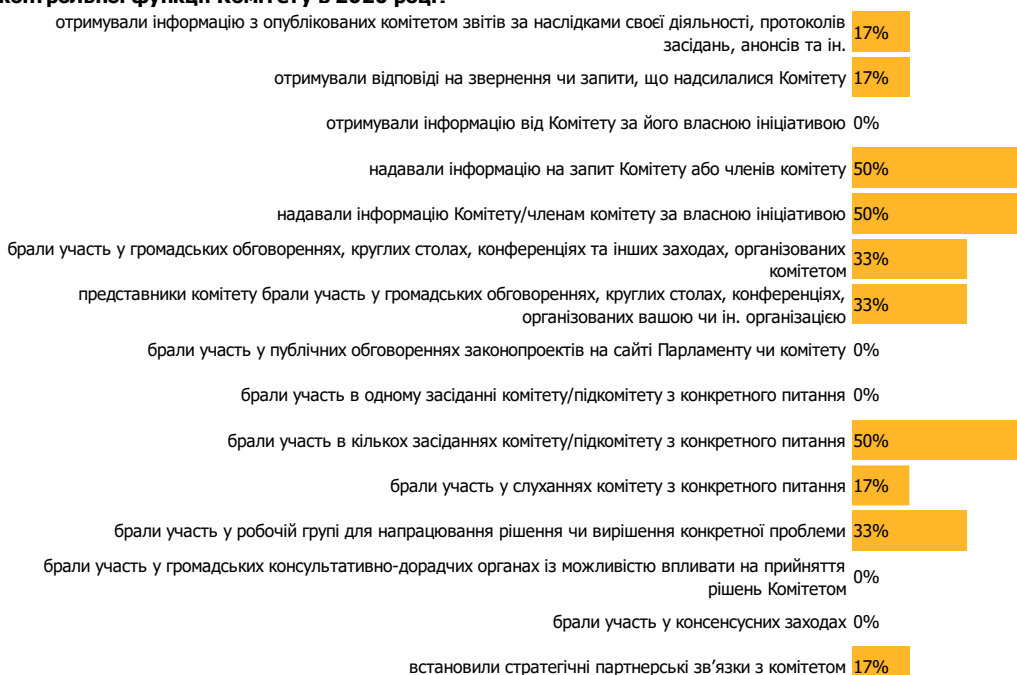 отримували інформацію з опублікованих комітетом звітів за наслідками своєї діяльності, протоколів
засідань, анонсів та ін.
17%
отримували відповіді на звернення чи запити, що надсилалися Комітету 17%
отримували інформацію від Комітету за його власною ініціативою 0%
надавали інформацію на запит Комітету або членів комітету 50%
надавали інформацію Комітету/членам комітету за власною ініціативою 50%
брали участь у громадських обговореннях, круглих столах, конференціях та інших заходах, організованих
комітетом
33%
представники комітету брали участь у громадських обговореннях, круглих столах, конференціях,
організованих вашою чи ін. організацією
33%
брали участь у публічних обговореннях законопроектів на сайті Парламенту чи комітету 0%
брали участь в одному засіданні комітету/підкомітету з конкретного питання 0%
брали участь в кількох засіданнях комітету/підкомітету з конкретного питання 50%
брали участь у слуханнях комітету з конкретного питання 17%
брали участь у робочій групі для напрацювання рішення чи вирішення конкретної проблеми 33%
брали участь у громадських консультативно-дорадчих органах із можливістю впливати на прийняття
рішень Комітетом
0%
брали участь у консенсусних заходах 0%
встановили стратегічні партнерські зв’язки з комітетом 17%